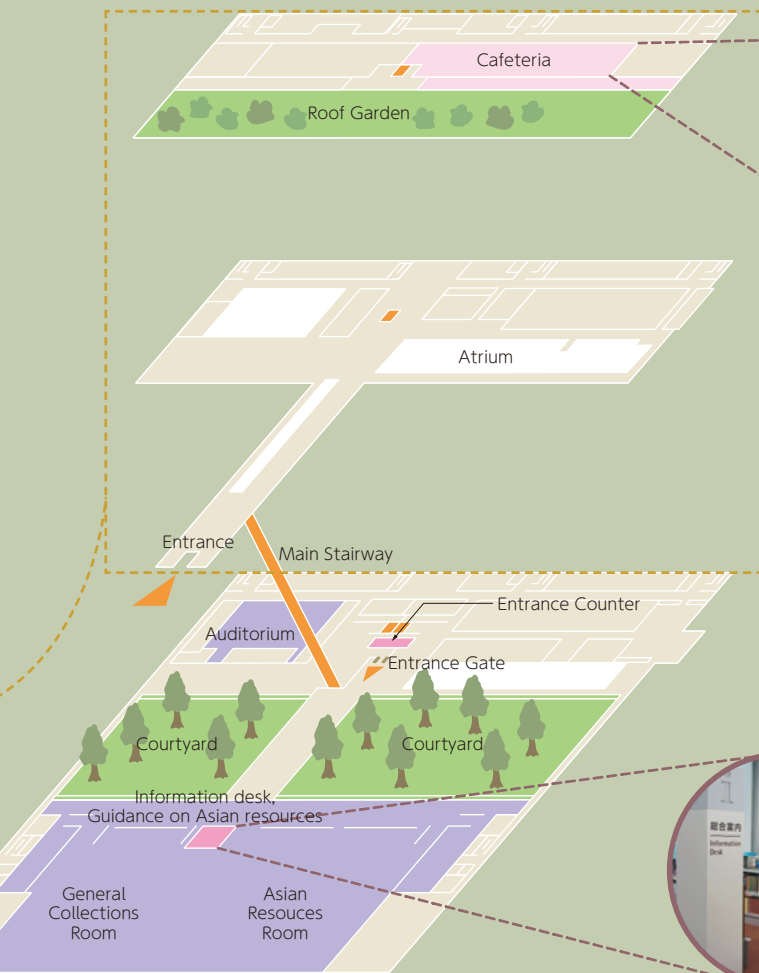 Cafeteria
Roof Garden
Atrium
Entrance
Main Stairway
Entrance Counter
Auditorium
Entrance Gate
Courtyard
Courtyard
Information desk,
Guidance on Asian resources
General
Collections
Room
Asian
Resouces
Room
総合案内
Information
Desk